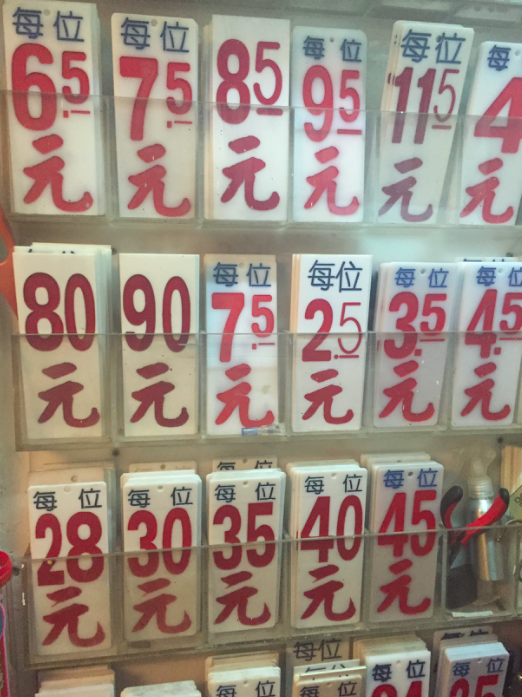 每位 每位 每位 每位 每位
6.5 7.5 8.5 9.5 11.5 4
元 元 元 元 元 元
每位 每位 每位 每位
80 90 7.5 2.5 3.5 4.5
元 元 元 元 元 元
每位 每位 每位 每位 每位
28 30 35 40 45
元 元 元 元 元
每位
每位 每位 每位 每位 每位